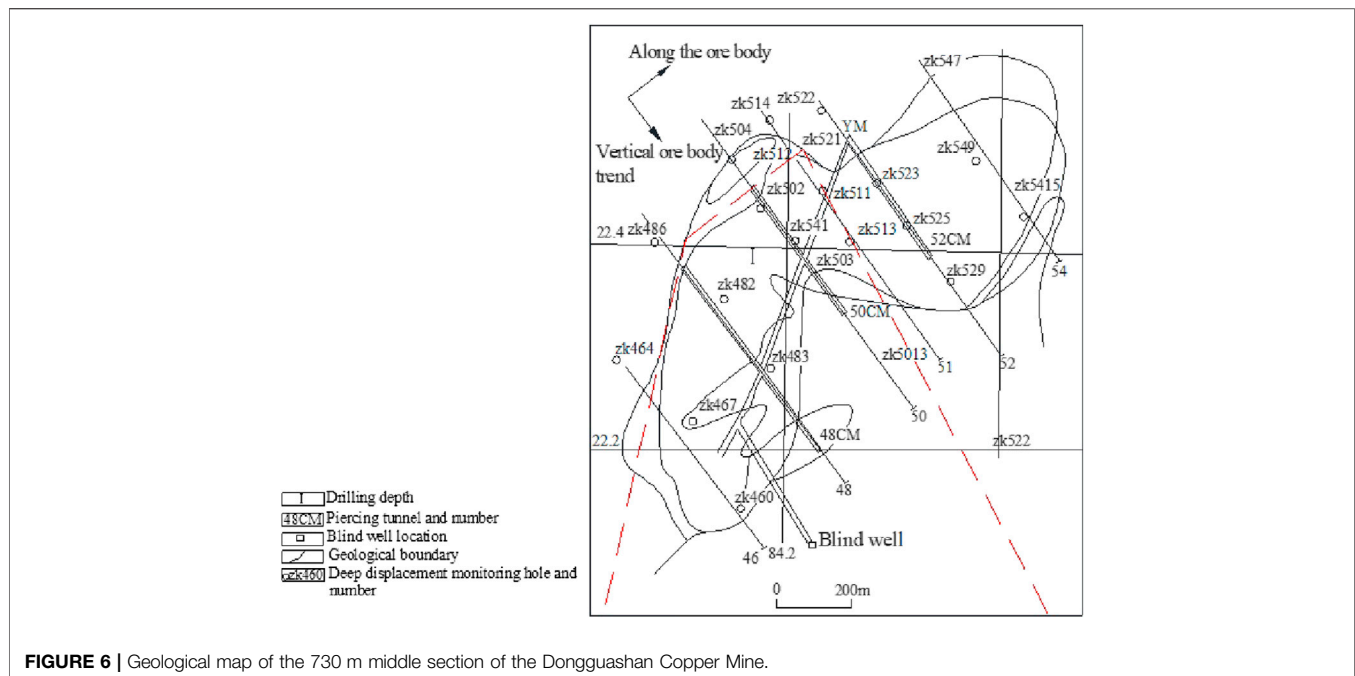 Along the ore body
zk547
zk514
zk522
zk504
zk521
YM
zk512
Vertical ore body
trend
zk549
zk502
zk523
zk511
zk5415
zk486
zk541
zk513
zk525
22.4
52CM
I
zk503
zk529
54
zk482
50CM
zk464
zk483
zk5013
51
52
zk467
50
22.2
48CM
zk522
48
zk460
46
84.2
Blind well
0
200m
I Drilling depth
48CM Piercing tunnel and number
Blind well location
Geological boundary
zk460 Deep displacement monitoring hole and
number
FIGURE 6 | Geological map of the 730 m middle section of the Dongguashan Copper Mine.